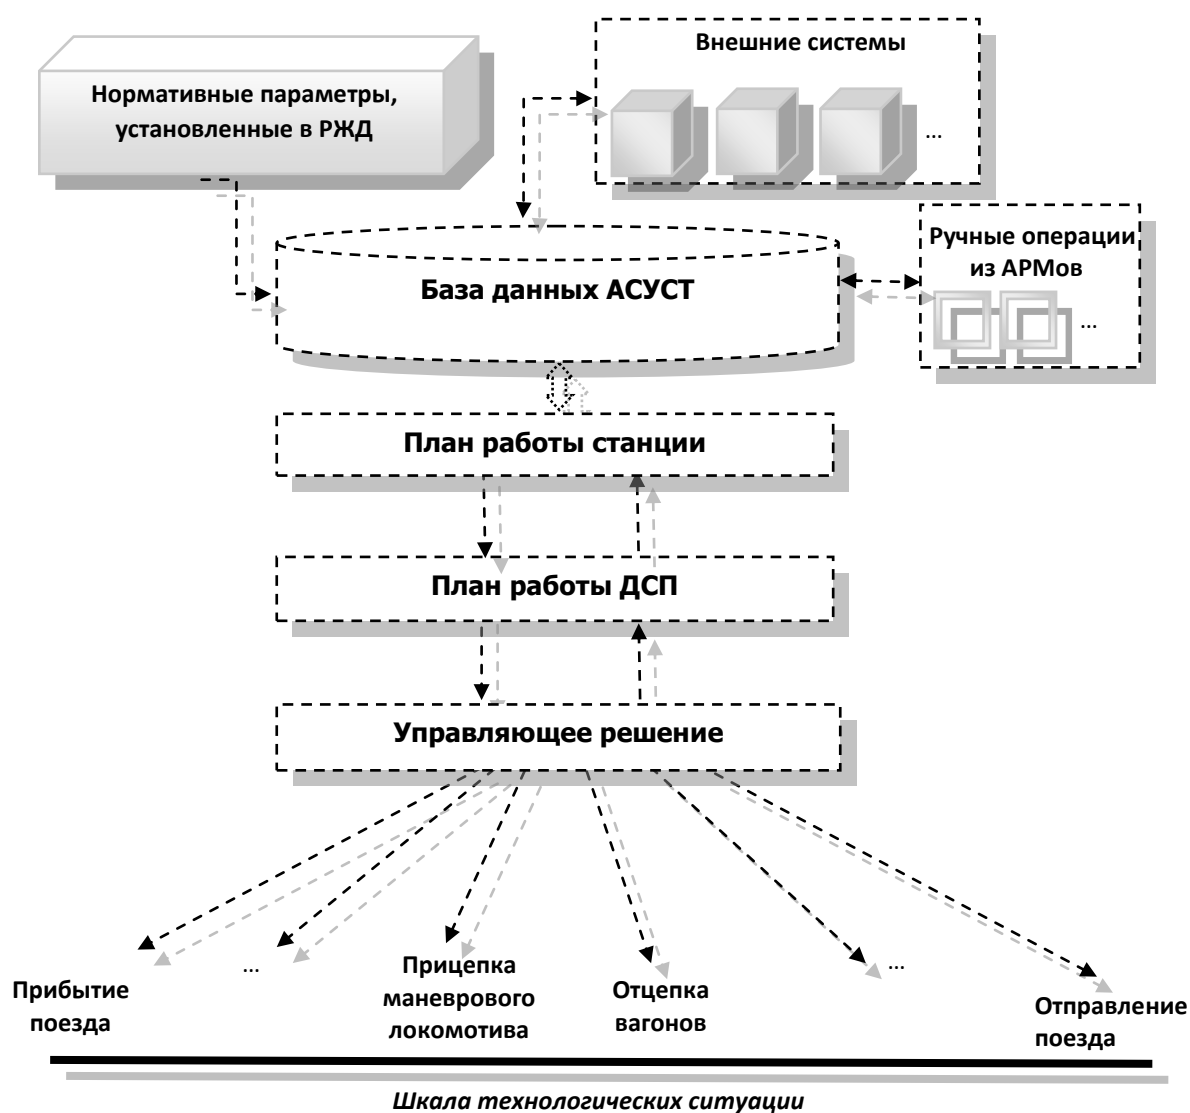 Внешние системы
Нормативные параметры,
установленные в РЖД
...
Ручные операции
из АРМов
...
База данных АСУСТ
План работы станции
План работы ДСП
Управляющее решение
Прибытие
поезда
...
Прицепка
маневрового
локомотива
Отцепка
вагонов
...
Отправление
поезда
Шкала технологических ситуации